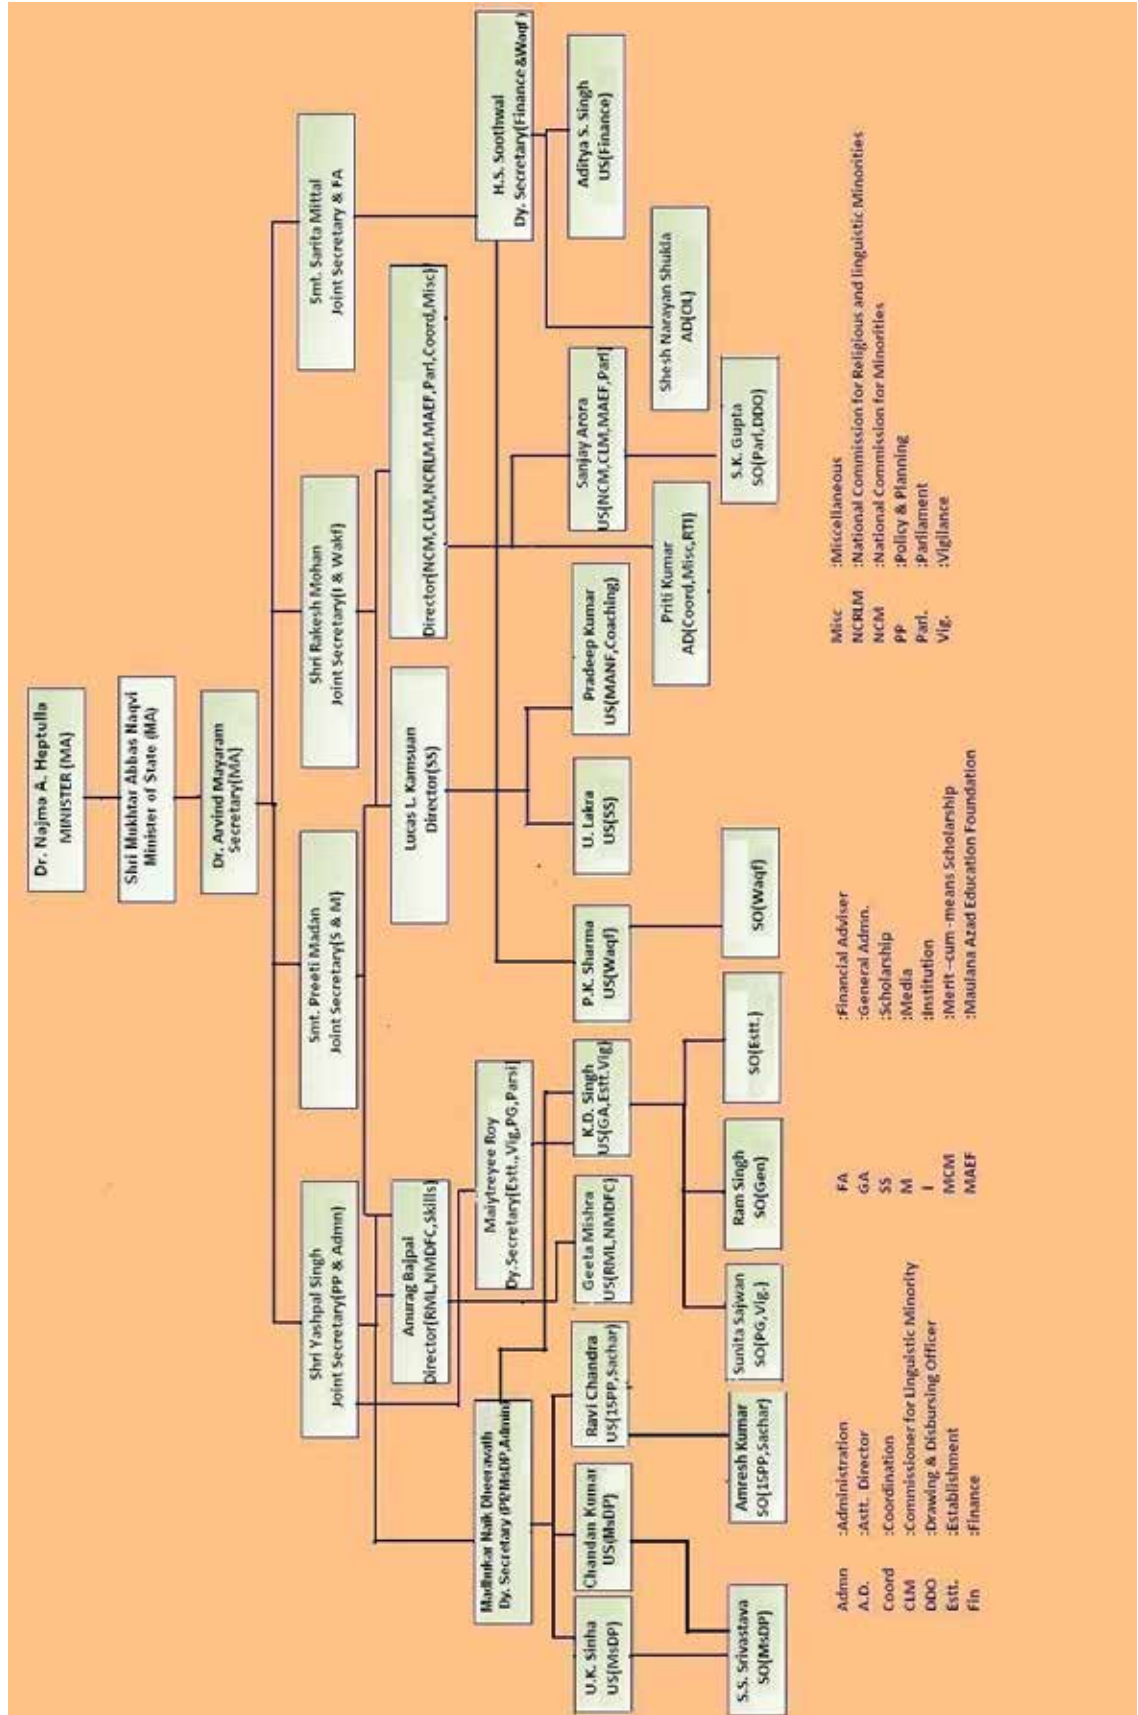 Dr. Najma A. Heptulla
MINISTER (MA)
Shri Mukhtar Abbas Naqvi
Minister of State (MA)
Dr. Arvind Mayaram
Secretary(MA)
Shri Yashpal Singh
Joint Secretary(PP & Admn)
Smt. Preeti Madan
Joint Secretary(S & M)
Shri Rakesh Mohan
Joint Secretary(I & Wakf)
Smt. Sarita Mittal
Joint Secretary & FA
Anurag Bajpai
Director(RML,NMDFC,Skills)
Lucas L. Kamsuan
Director(SS)
Director(NCM,CLM,NCRLM.MAEF,Parl,Coord,Misc)
Madhukar Naik Dheeravath
Dy. Secretary (PP,MsDP,Admin)
Maiytreyee Roy
Dy.Secretary(Estt.,Vig,PG,Parsi)
H.S. Soothwal
Dy. Secretary(Finance &Waqf)
U.K. Sinha
US(MsDP)
Chandan Kumar
US(MsDP)
Ravi Chandra
US(15PP,Sachar)
Geeta Mishra
US(RML,NMDFC)
K.D. Singh
US(GA,Estt.Vig)
P.K. Sharma
US(Waqf)
U. Lakra
US(SS)
Pradeep Kumar
US(MANF,Coaching)
Sanjay Arora
US(NCM,CLM,MAEF,Parl)
Aditya S. Singh
US(Finance)
Priti Kumar
AD(Coord,Misc,RTI)
Shesh Narayan Shukla
AD(OL)
S.S. Srivastava
SO(MsDP)
Amresh Kumar
SO(15PP,Sachar)
Sunita Sajwan
SO(PG,Vig.)
Ram Singh
SO(Gen)
SO(Estt.)
SO(Waqf)
S.K. Gupta
SO(Parl,DDO)
Admn :Administration
A.D. :Astt. Director
Coord :Coordination
CLM :Commissioner for Linguistic Minority
DDO :Drawing & Disbursing Officer
Estt. :Establishment
Fin :Finance
FA :Financial Adviser
GA :General Admn.
SS :Scholarship
M :Media
I :Institution
MCM :Merit –cum -means Scholarship
MAEF :Maulana Azad Education Foundation
Misc :Miscellaneous
NCRLM :National Commission for Religious and linguistic Minorities
NCM :National Commission for Minorities
PP :Policy & Planning
Parl. :Parliament
Vig. :Vigilance